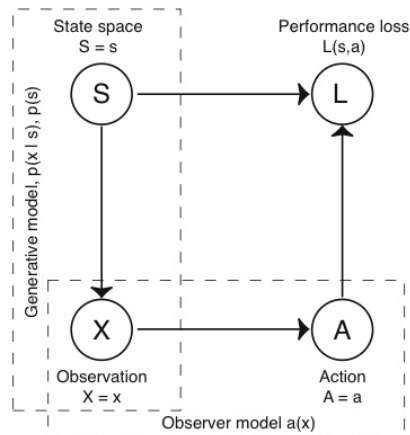 State space
S = s
Performance loss
L(s,a)
S
L
Generative model, p(x | s), p(s)
X
A
Observation
X = x
Action
A = a
Observer model a(x)